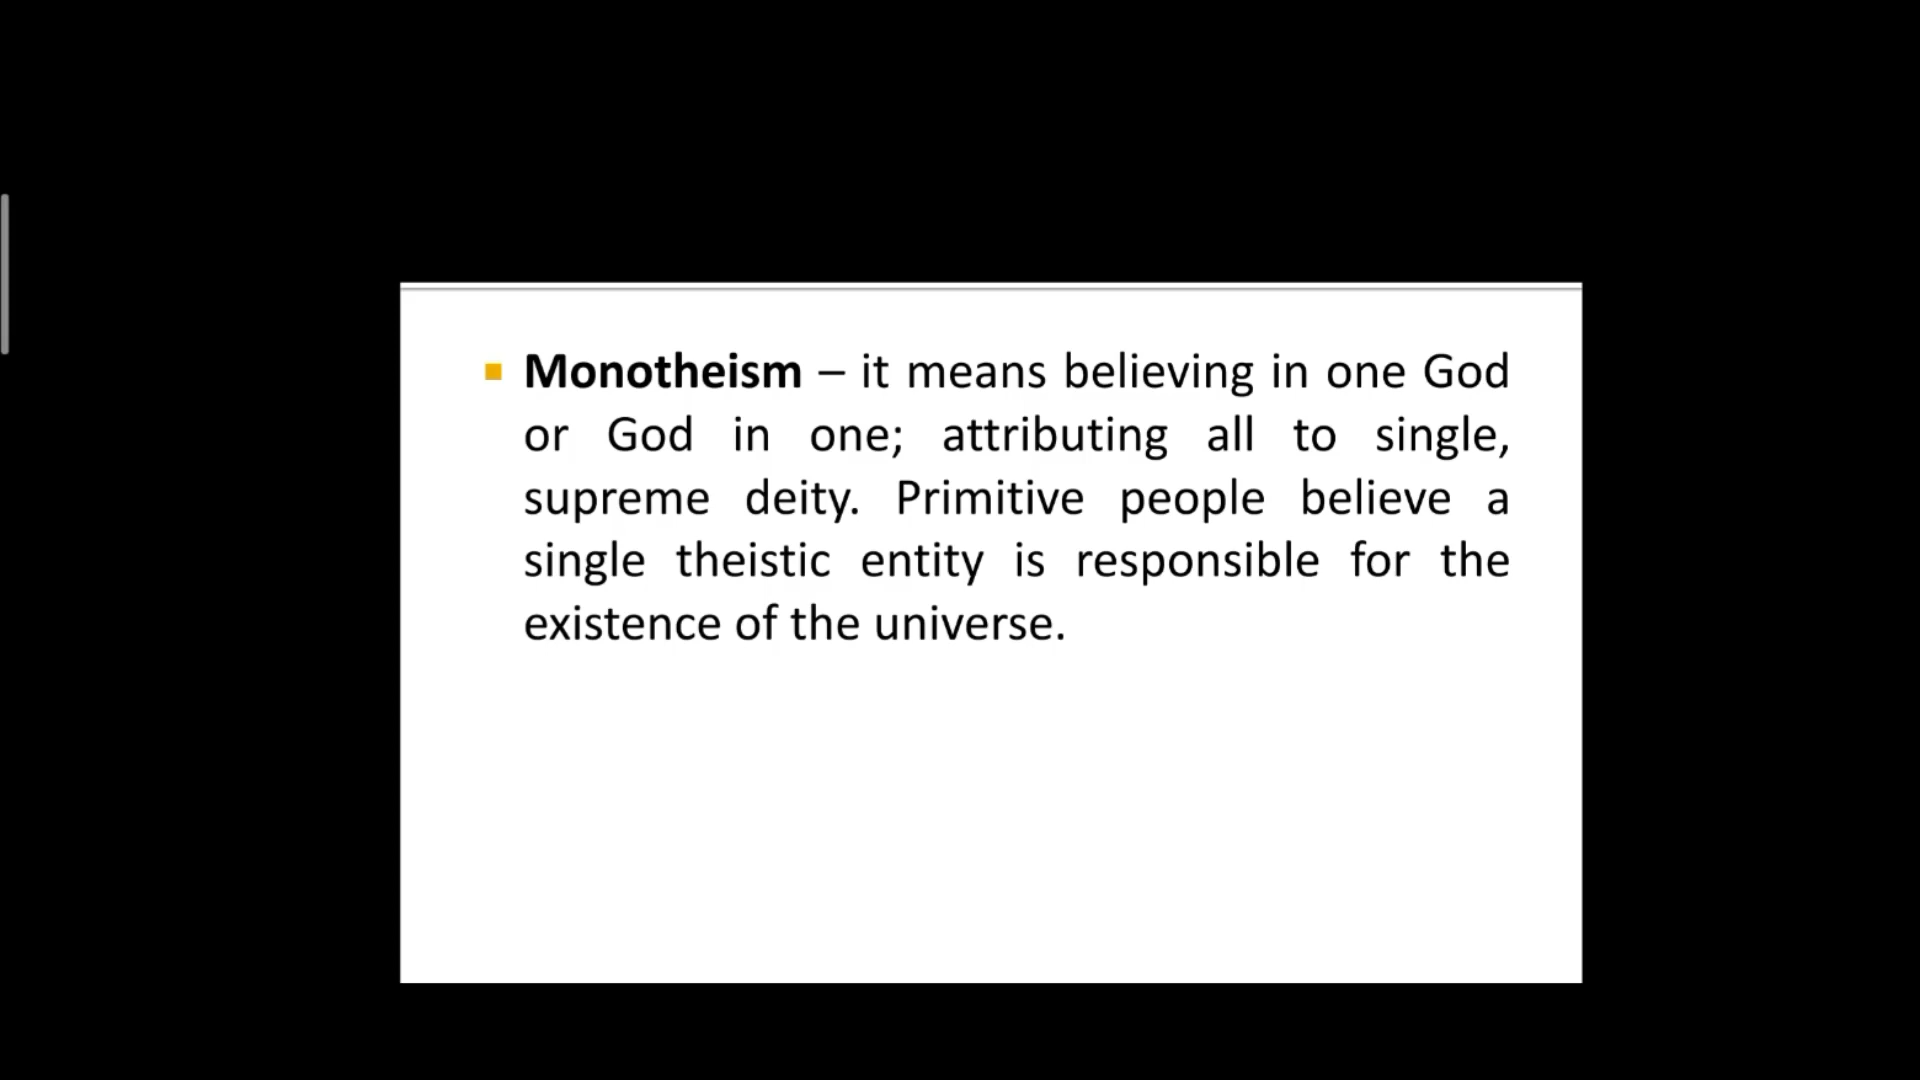 Monotheism – it means believing in one God
or God in one; attributing all to single,
supreme deity. Primitive people believe a
single theistic entity is responsible for the
existence of the universe.